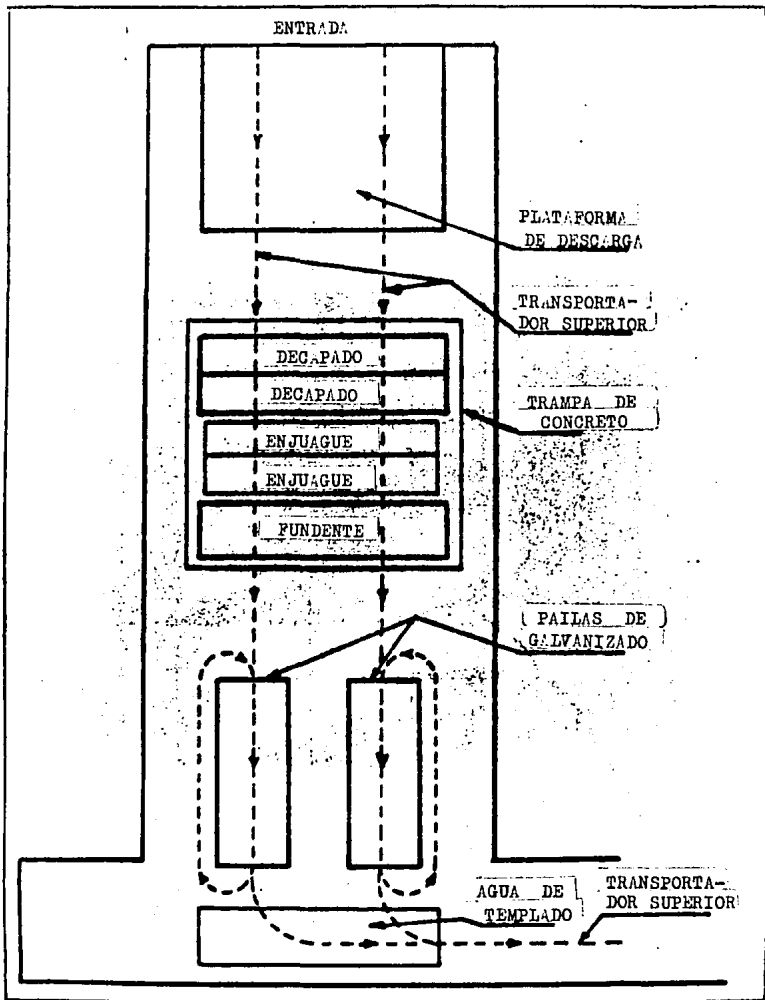 ENTRADA
PLATAFORMA
DE DESCARGA
TRANSPORTA-
DOR SUPERIOR
DECAPADO
DECAPADO
TRAMPA DE
CONCRETO
ENJUAGUE
ENJUAGUE
FUNDENTE
PAILAS DE
GALVANIZADO
AGUA DE
TEMPLADO
TRANSPORTA-
DOR SUPERIOR